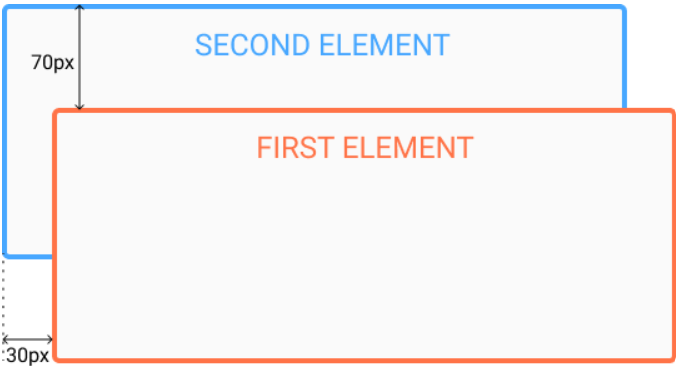 SECOND ELEMENT
70px
FIRST ELEMENT
30px